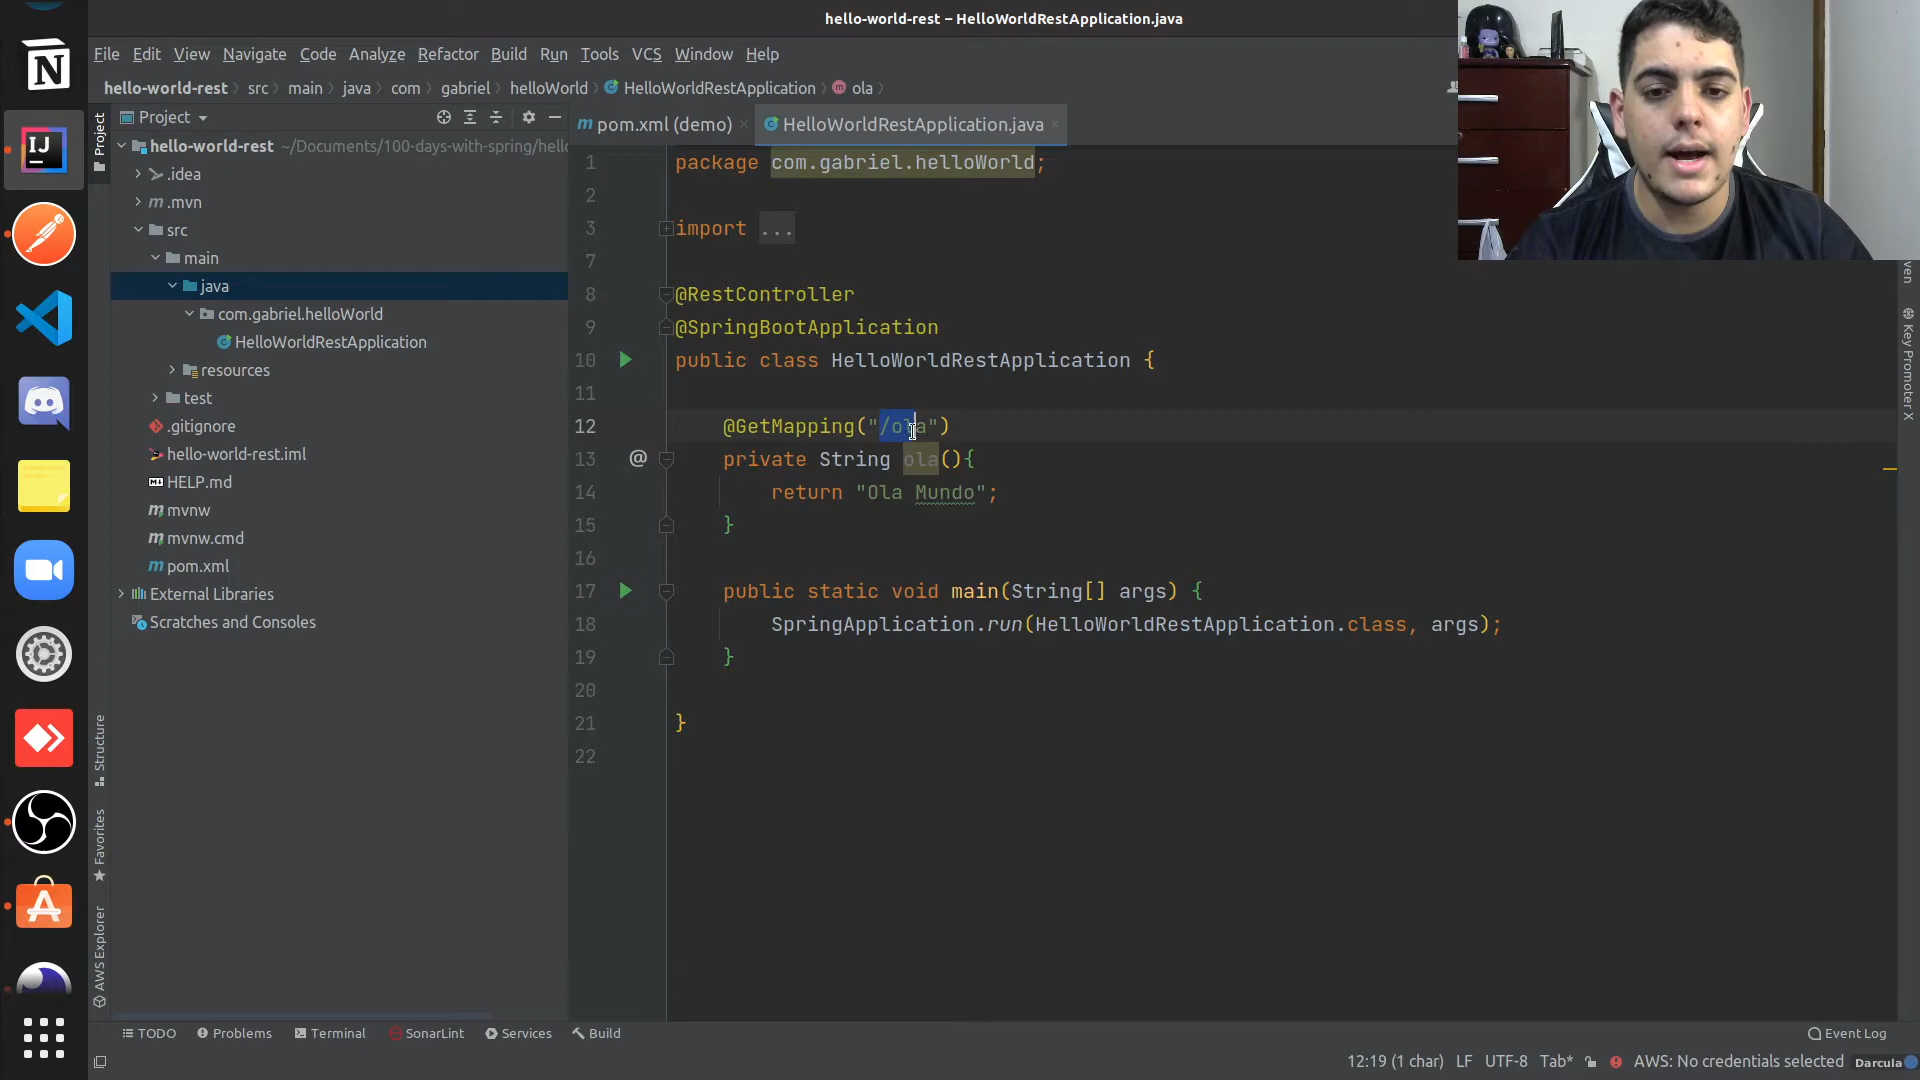 hello-world-rest – HelloWorldRestApplication.java
File Edit View Navigate Code Analyze Refactor Build Run Tools VCS Window Help
hello-world-rest src main java com gabriel helloWorld HelloWorldRestApplication ola
Project
Project
pom.xml (demo)
HelloWorldRestApplication.java
hello-world-rest ~/Documents/100-days-with-spring/hello
.idea
.mvn
src
main
java
com.gabriel.helloWorld
HelloWorldRestApplication
resources
test
.gitignore
hello-world-rest.iml
HELP.md
mvnw
mvnw.cmd
pom.xml
External Libraries
Scratches and Consoles
1 package com.gabriel.helloWorld;
2
3 import ...
7
8 @RestController
9 @SpringBootApplication
10 public class HelloWorldRestApplication {
11
12 @GetMapping("/ola")
13 private String ola(){
14 return "Ola Mundo";
15 }
16
17 public static void main(String[] args) {
18 SpringApplication.run(HelloWorldRestApplication.class, args);
19 }
20
21 }
22
Key Promoter X
Structure
Favorites
AWS Explorer
TODO Problems Terminal SonarLint Services Build Event Log
12:19 (1 char) LF UTF-8 Tab* AWS: No credentials selected Darcula